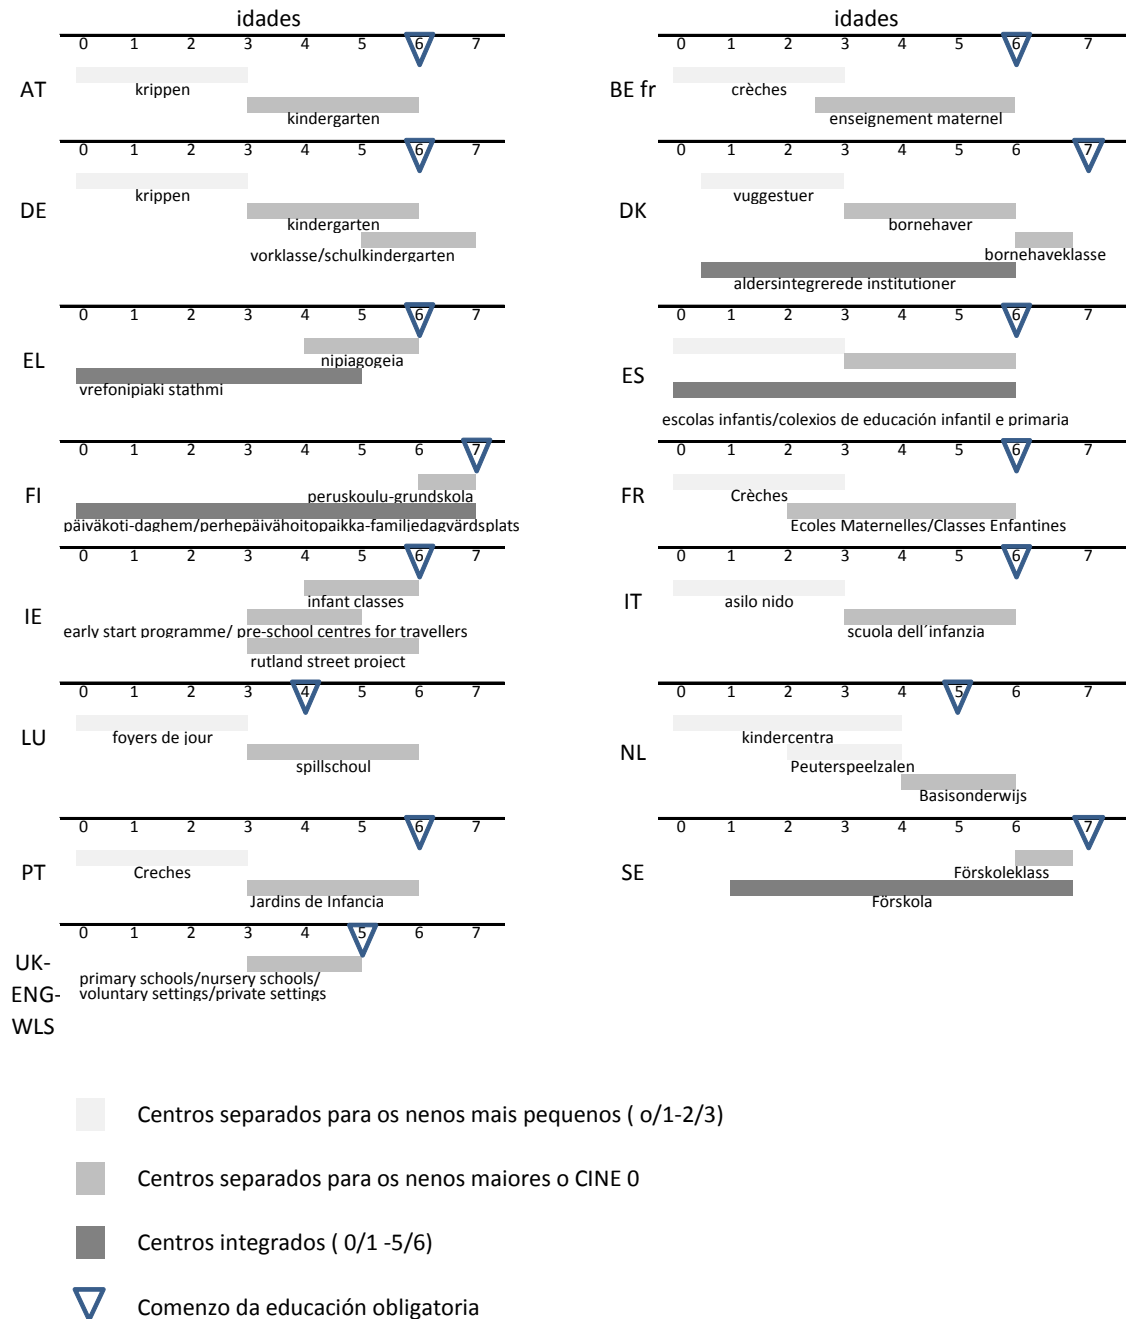 idades
0 1 2 3 4 5 6 7
AT
krippen
kindergarten
0 1 2 3 4 5 6 7
DE
krippen
kindergarten
vorklasse/schulkindergarten
0 1 2 3 4 5 6 7
EL
nipiagogeia
vrefonipiaki stathmi
0 1 2 3 4 5 6 7
FI
peruskoulu-grundskola
päiväkoti-daghem/perhepäivähoitopaikka-familjedagvårdsplats
0 1 2 3 4 5 6 7
IE
infant classes
early start programme/ pre-school centres for travellers
rutland street project
0 1 2 3 4 5 6 7
LU
foyers de jour
spillschoul
0 1 2 3 4 5 6 7
PT
Creches
Jardins de Infancia
0 1 2 3 4 5 6 7
UK-
ENG-
WLS
primary schools/nursery schools/
voluntary settings/private settings
idades
0 1 2 3 4 5 6 7
BE fr
crèches
enseignement maternel
0 1 2 3 4 5 6 7
DK
vuggestuer
bornehaver
bornehaveklasse
aldersintegrerede institutioner
0 1 2 3 4 5 6 7
ES
escolas infantis/colexios de educación infantil e primaria
0 1 2 3 4 5 6 7
FR
Crèches
Ecoles Maternelles/Classes Enfantines
0 1 2 3 4 5 6 7
IT
asilo nido
scuola dell´infanzia
0 1 2 3 4 5 6 7
NL
kindercentra
Peuterspeelzalen
Basisonderwijs
0 1 2 3 4 5 6 7
SE
Förskoleklass
Förskola
Centros separados para os nenos mais pequenos ( o/1-2/3)
Centros separados para os nenos maiores o CINE 0
Centros integrados ( 0/1 -5/6)
Comenzo da educación obligatoria